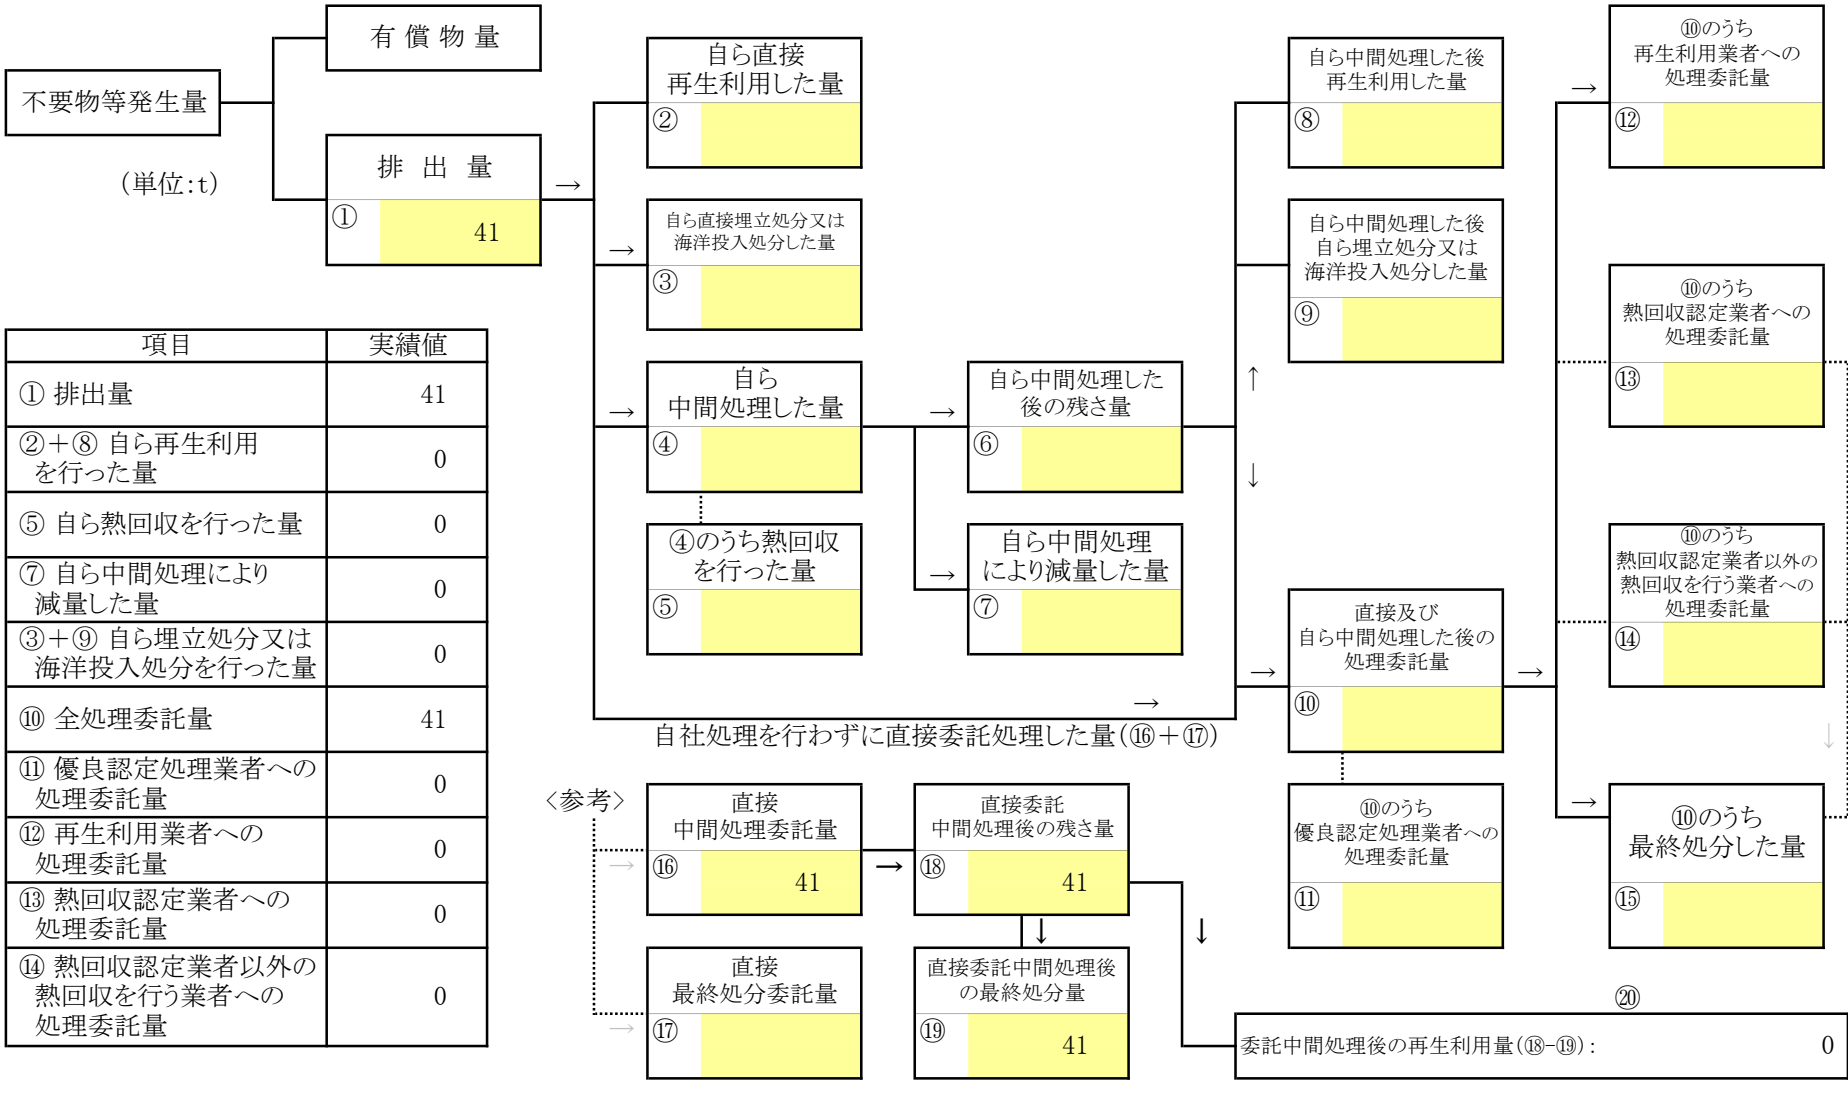 有 償 物 量
不要物等発生量
(単位:t)
排 出 量
→
①
41
自ら直接
再生利用した量
②
→
自ら直接埋立処分又は
海洋投入処分した量
③
→
自ら
中間処理した量
④
④のうち熱回収
を行った量
⑤
→
自ら中間処理した
後の残さ量
⑥
→
自ら中間処理
により減量した量
⑦
自ら中間処理した後
再生利用した量
⑧
自ら中間処理した後
自ら埋立処分又は
海洋投入処分した量
⑨
↑
↓
→
直接及び
自ら中間処理した後の
処理委託量
⑩
→
⑩のうち
優良認定処理業者への
処理委託量
⑪
→
⑩のうち
再生利用業者への
処理委託量
⑫
⑩のうち
熱回収認定業者への
処理委託量
⑬
⑩のうち
熱回収認定業者以外の
熱回収を行う業者への
処理委託量
⑭
↓
→
⑩のうち
最終処分した量
⑮
→
自社処理を行わずに直接委託処理した量(⑯+⑰)
項目 実績値
① 排出量 41
②+⑧ 自ら再生利用
を行った量 0
⑤ 自ら熱回収を行った量 0
⑦ 自ら中間処理により
減量した量 0
③+⑨ 自ら埋立処分又は
海洋投入処分を行った量 0
⑩ 全処理委託量 41
⑪ 優良認定処理業者への
処理委託量 0
⑫ 再生利用業者への
処理委託量 0
⑬ 熱回収認定業者への
処理委託量 0
⑭ 熱回収認定業者以外の
熱回収を行う業者への
処理委託量 0
<参考>
→
直接
中間処理委託量
⑯
41
→
直接委託
中間処理後の残さ量
⑱
41
↓
↓
→
直接
最終処分委託量
⑰
直接委託中間処理後
の最終処分量
⑲
41
⑳
委託中間処理後の再生利用量(⑱-⑲): 0